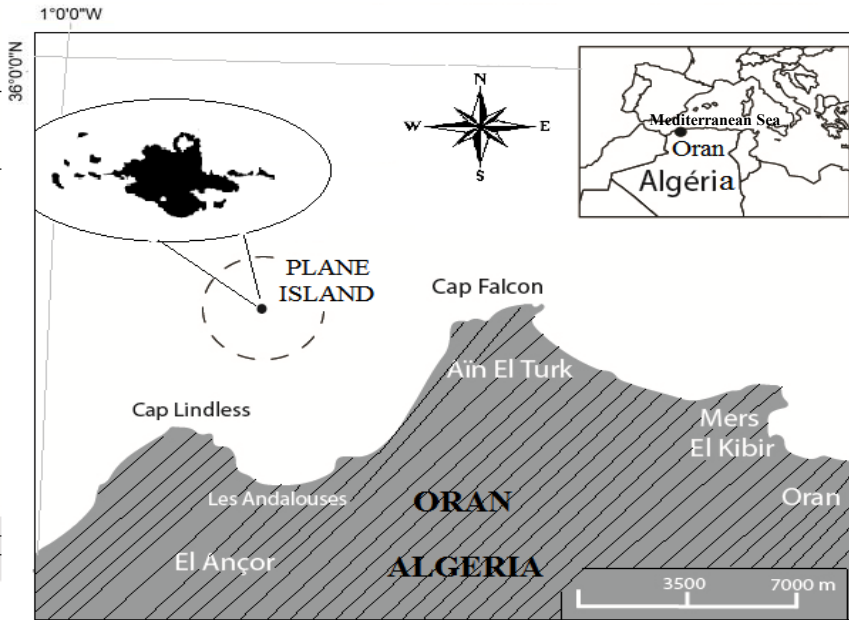 1°0'0"W
36°0'0"N
N
W
E
S
Mediterranean Sea
Oran
Algéria
PLANE
ISLAND
Cap Falcon
Aïn El Turk
Cap Lindless
Mers
El Kibir
Les Andalouses
ORAN
Oran
El Ançor
ALGERIA
3500
7000 m